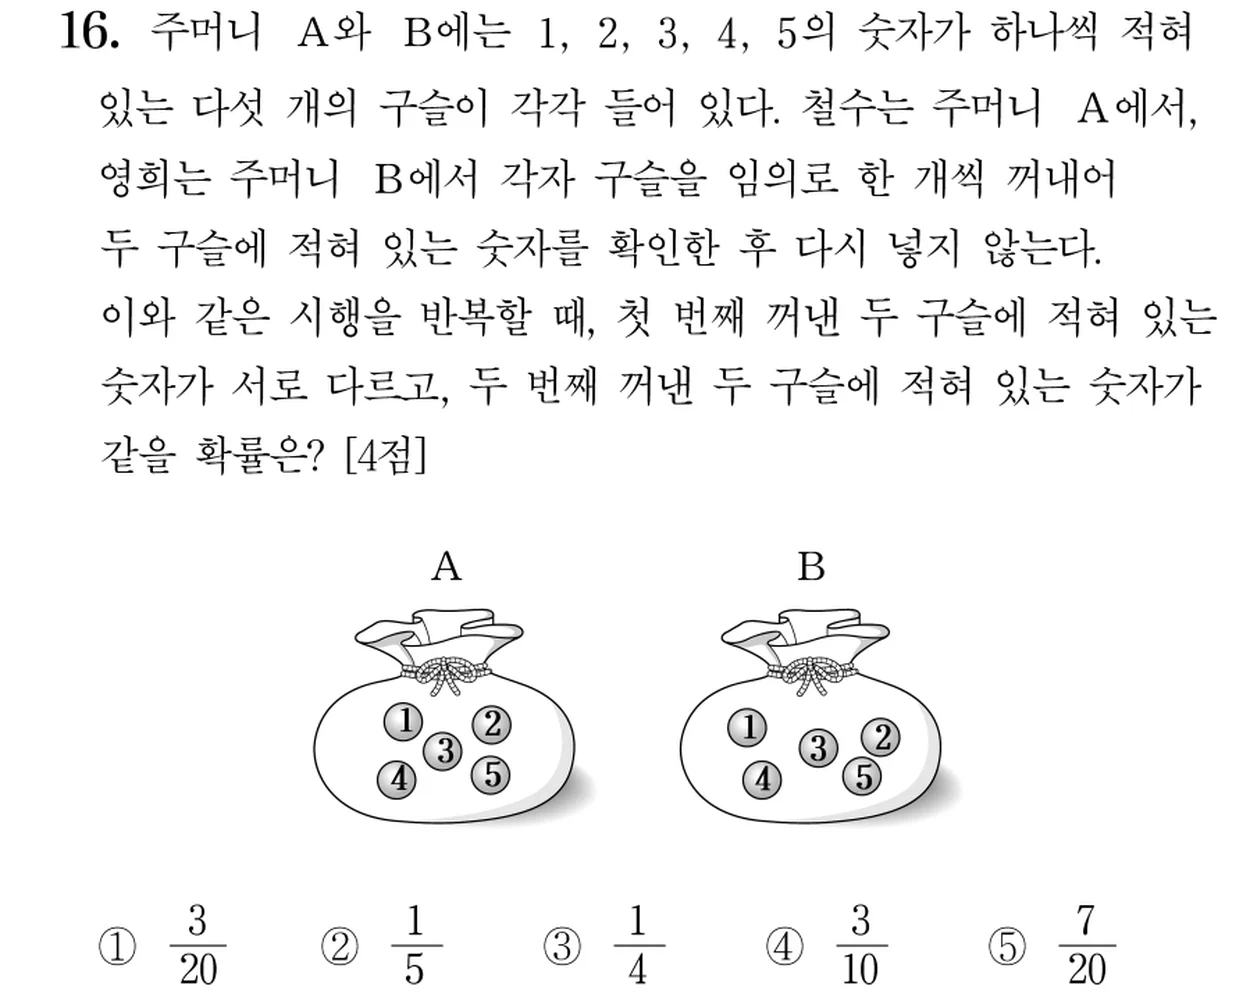 16. 주머니 A와 B에는 1, 2, 3, 4, 5의 숫자가 하나씩 적혀
있는 다섯 개의 구슬이 각각 들어 있다. 철수는 주머니 A에서,
영희는 주머니 B에서 각자 구슬을 임의로 한 개씩 꺼내어
두 구슬에 적혀 있는 숫자를 확인한 후 다시 넣지 않는다.
이와 같은 시행을 반복할 때, 첫 번째 꺼낸 두 구슬에 적혀 있는
숫자가 서로 다르고, 두 번째 꺼낸 두 구슬에 적혀 있는 숫자가
같을 확률은? [4점]
A B
1 2 3 4 5
1 2 3 4 5
① 3/20 ② 1/5 ③ 1/4 ④ 3/10 ⑤ 7/20